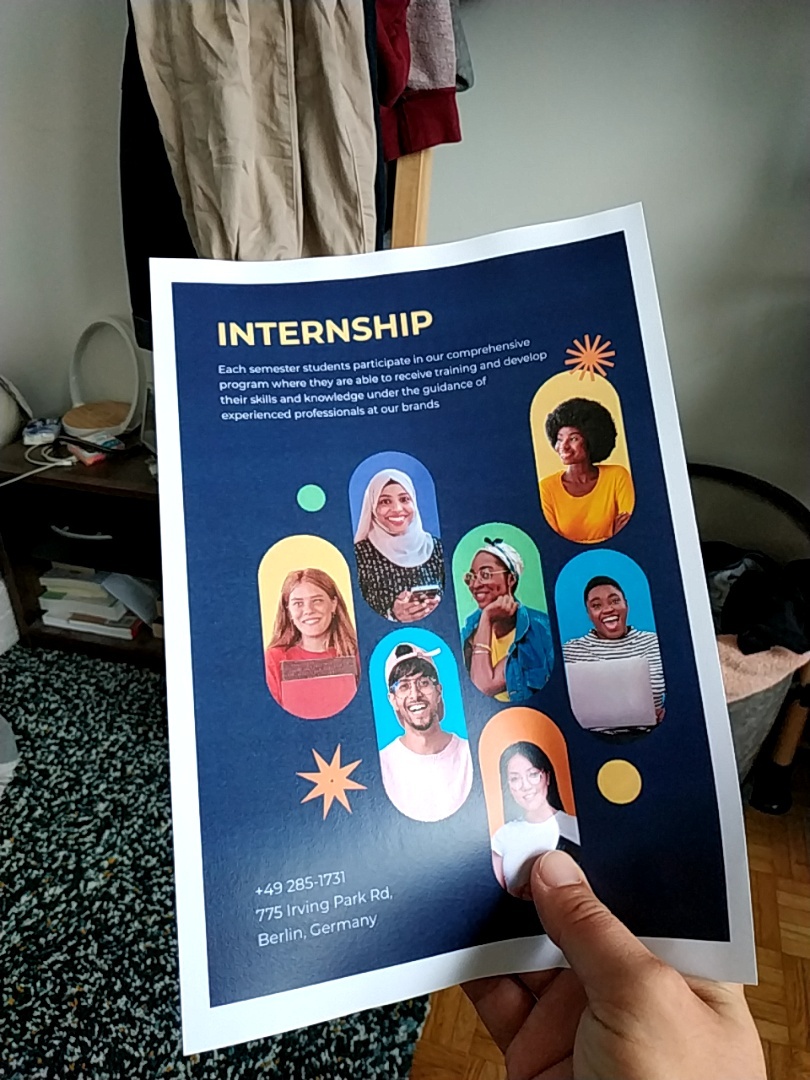 INTERNSHIP
Each semester students participate in our comprehensive
program where they are able to receive training and develop
their skills and knowledge under the guidance of
experienced professionals at our brands
+49 285-1731
775 Irving Park Rd,
Berlin, Germany